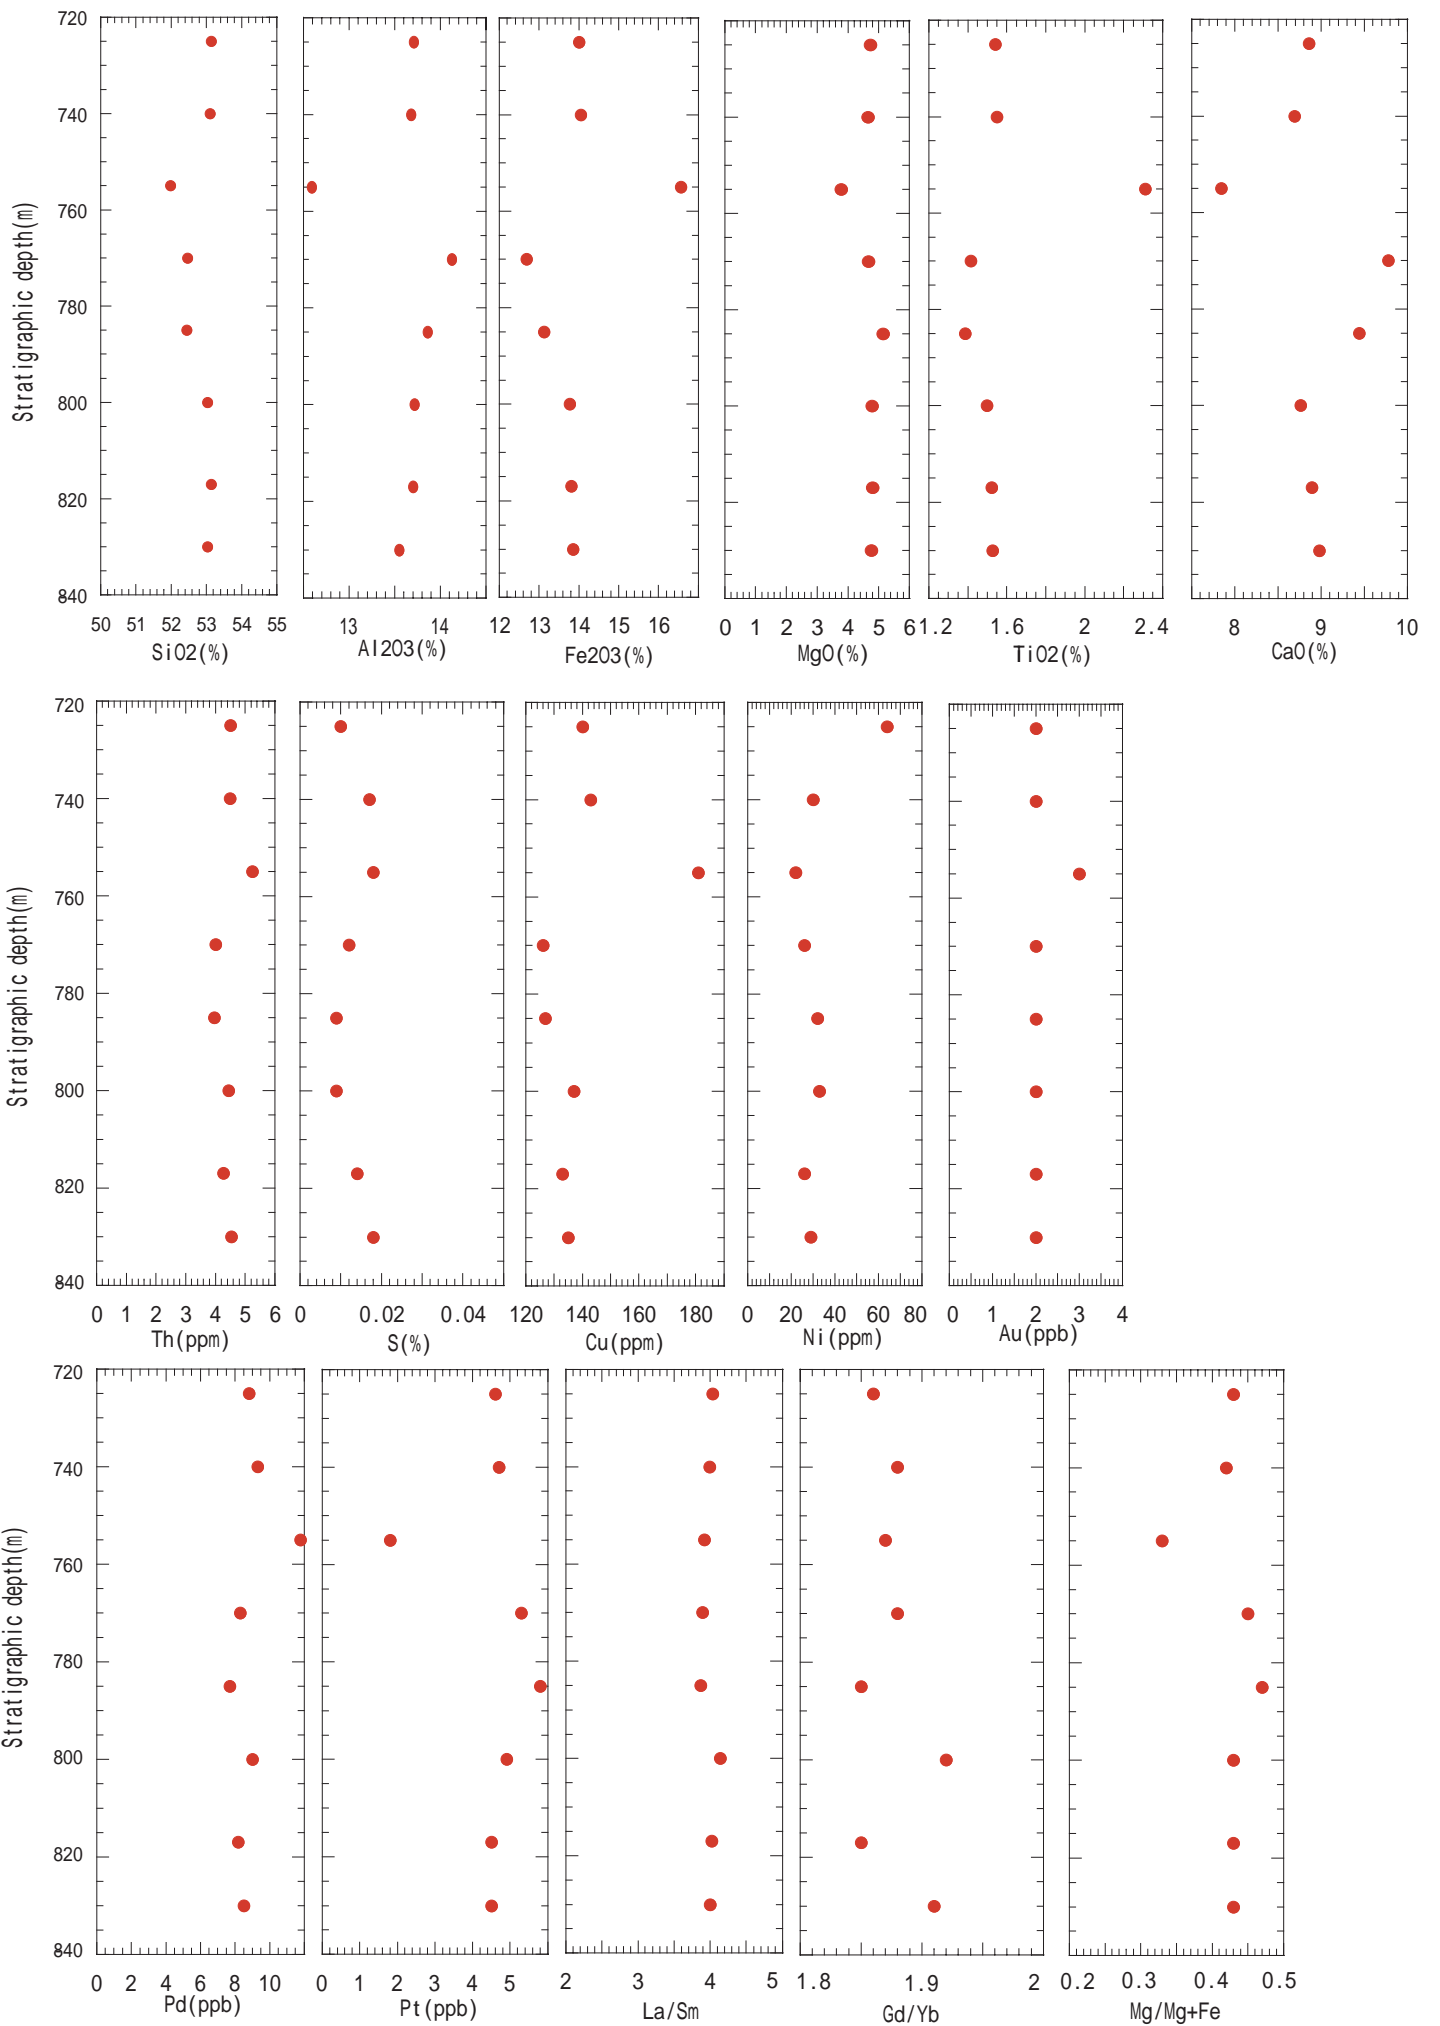 720
740
760
780
800
820
840
Stratigraphic depth(m)
50 51 52 53 54 55
SiO2(%)
13 14
Al2O3(%)
12 13 14 15 16
Fe2O3(%)
0 1 2 3 4 5 6
MgO(%)
1.2 1.6 2 2.4
TiO2(%)
8 9 10
CaO(%)
720
740
760
780
800
820
840
Stratigraphic depth(m)
0 1 2 3 4 5 6
Th(ppm)
0 0.02 0.04
S(%)
120 140 160 180
Cu(ppm)
0 20 40 60 80
Ni(ppm)
0 1 2 3 4
Au(ppb)
720
740
760
780
800
820
840
Stratigraphic depth(m)
0 2 4 6 8 10
Pd(ppb)
0 1 2 3 4 5
Pt(ppb)
2 3 4 5
La/Sm
1.8 1.9 2
Gd/Yb
0.2 0.3 0.4 0.5
Mg/Mg+Fe